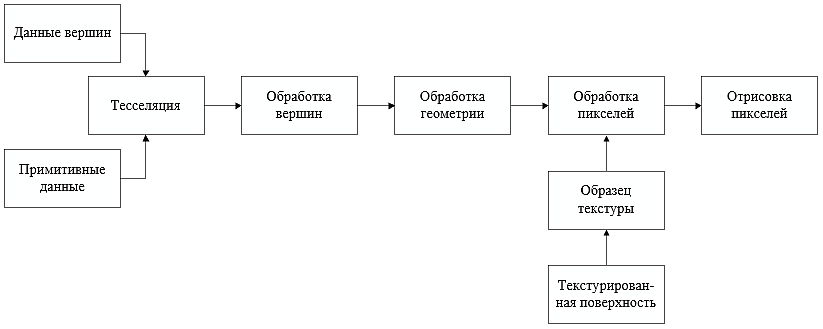 Данные вершин
Тесселяция
Обработка
вершин
Обработка
геометрии
Обработка
пикселей
Отрисовка
пикселей
Примитивные
данные
Образец
текстуры
Текстурирован-
ная поверхность